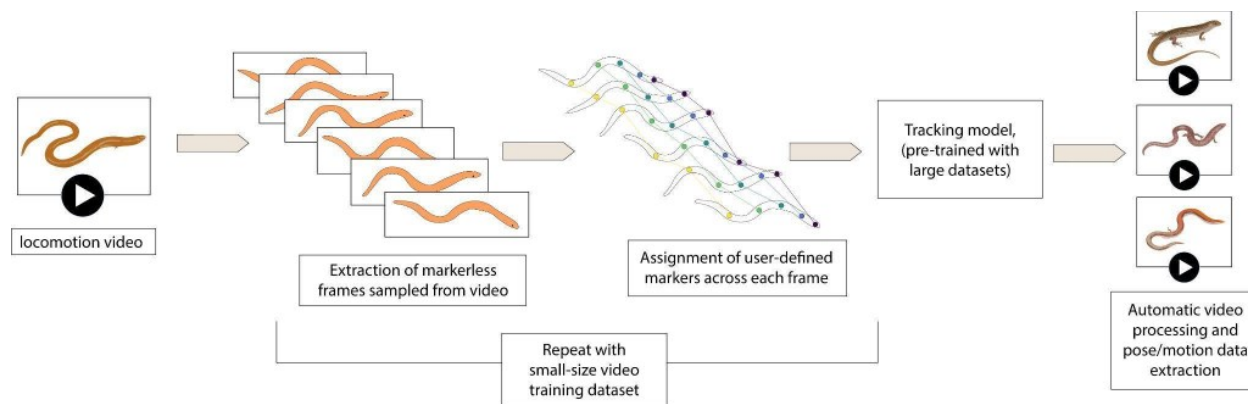 locomotion video
Extraction of markerless
frames sampled from video
Assignment of user-defined
markers across each frame
Repeat with
small-size video
training dataset
Tracking model,
(pre-trained with
large datasets)
Automatic video
processing and
pose/motion data
extraction